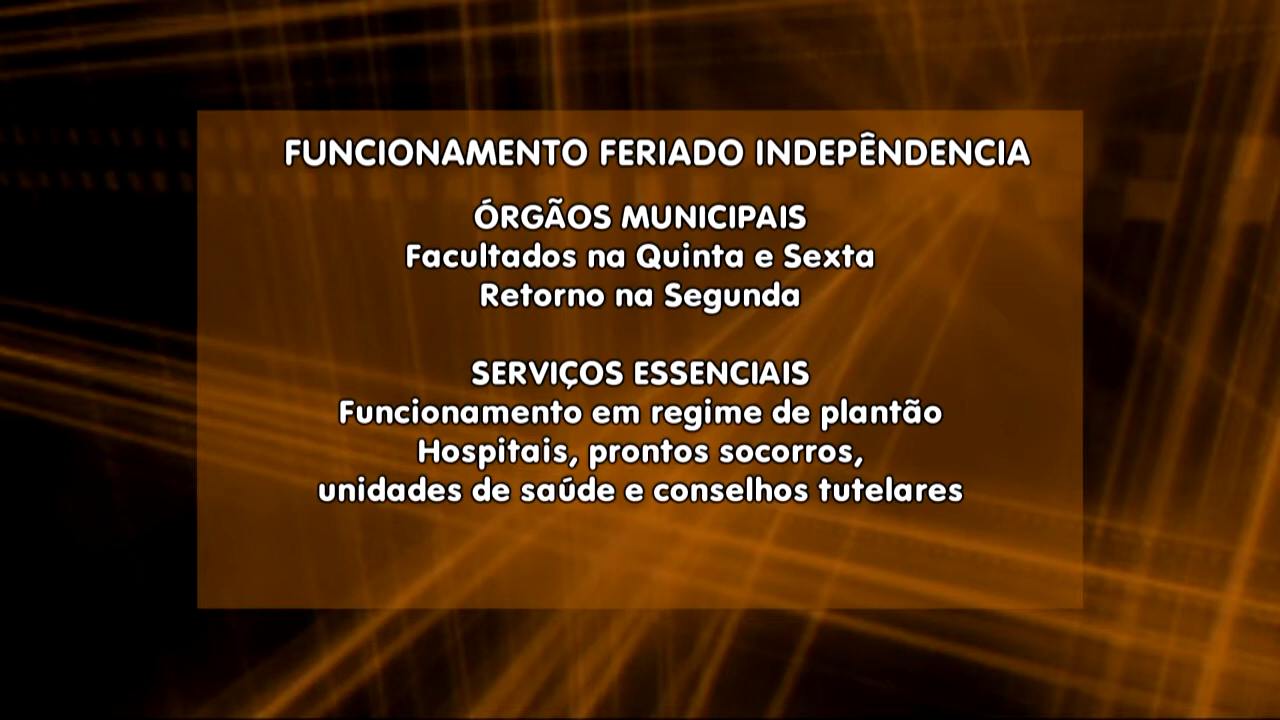 FUNCIONAMENTO FERIADO INDEPÊNDENCIA
ÓRGÃOS MUNICIPAIS
Facultados na Quinta e Sexta
Retorno na Segunda
SERVIÇOS ESSENCIAIS
Funcionamento em regime de plantão
Hospitais, prontos socorros,
unidades de saúde e conselhos tutelares